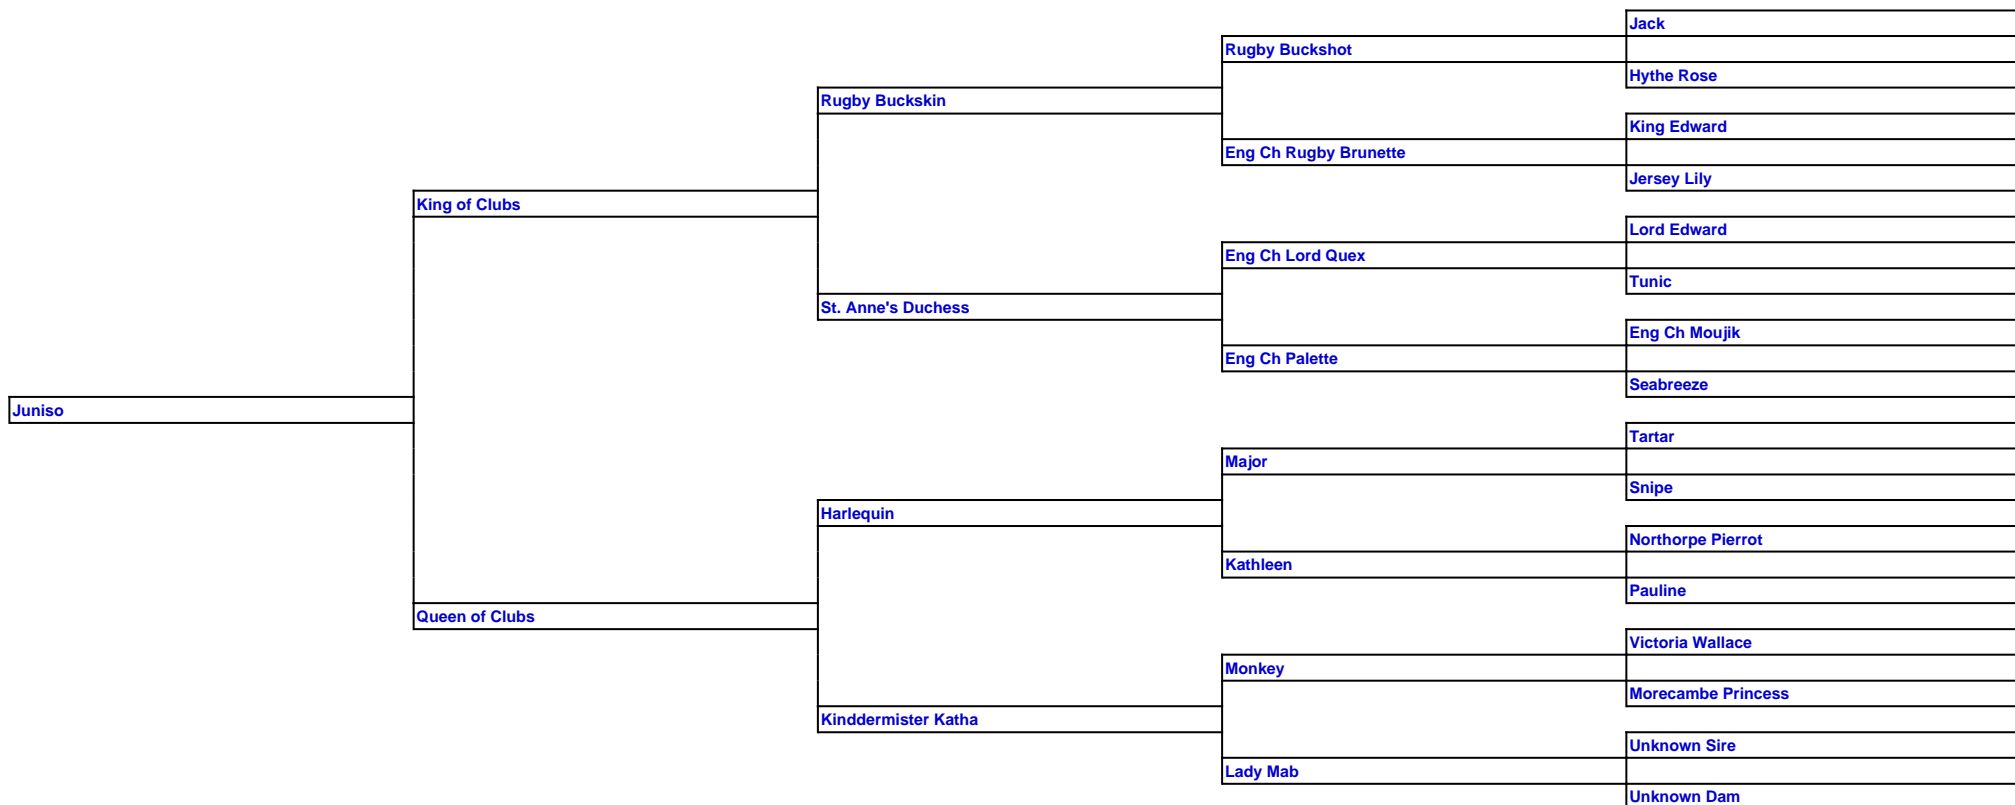 Jack
Rugby Buckshot
Hythe Rose
Rugby Buckskin
King Edward
Eng Ch Rugby Brunette
Jersey Lily
King of Clubs
Lord Edward
Eng Ch Lord Quex
Tunic
St. Anne's Duchess
Eng Ch Moujik
Eng Ch Palette
Seabreeze
Juniso
Tartar
Major
Snipe
Harlequin
Northorpe Pierrot
Kathleen
Pauline
Queen of Clubs
Victoria Wallace
Monkey
Morecambe Princess
Kinddermister Katha
Unknown Sire
Lady Mab
Unknown Dam